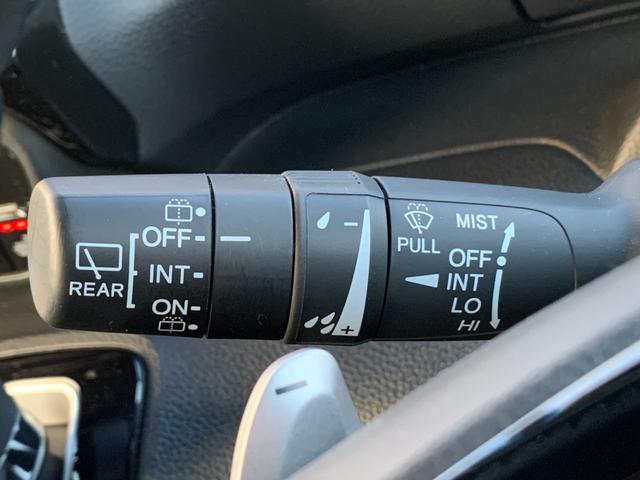 OFF
INT
ON
REAR
-
+
PULL
MIST
OFF
INT
LO
HI